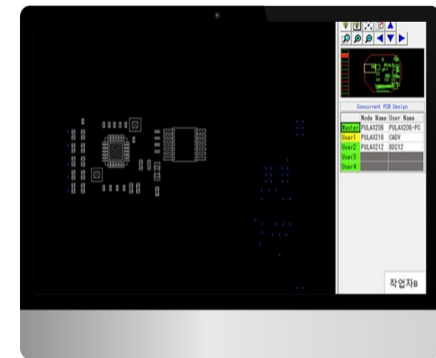 Concurrent PCB Design
Node Name User Name
Master PULAX206 PULAX206-PC
User1 PULAX216 CADV
User2 PULAX212 BD212
User3
User4
작업자B